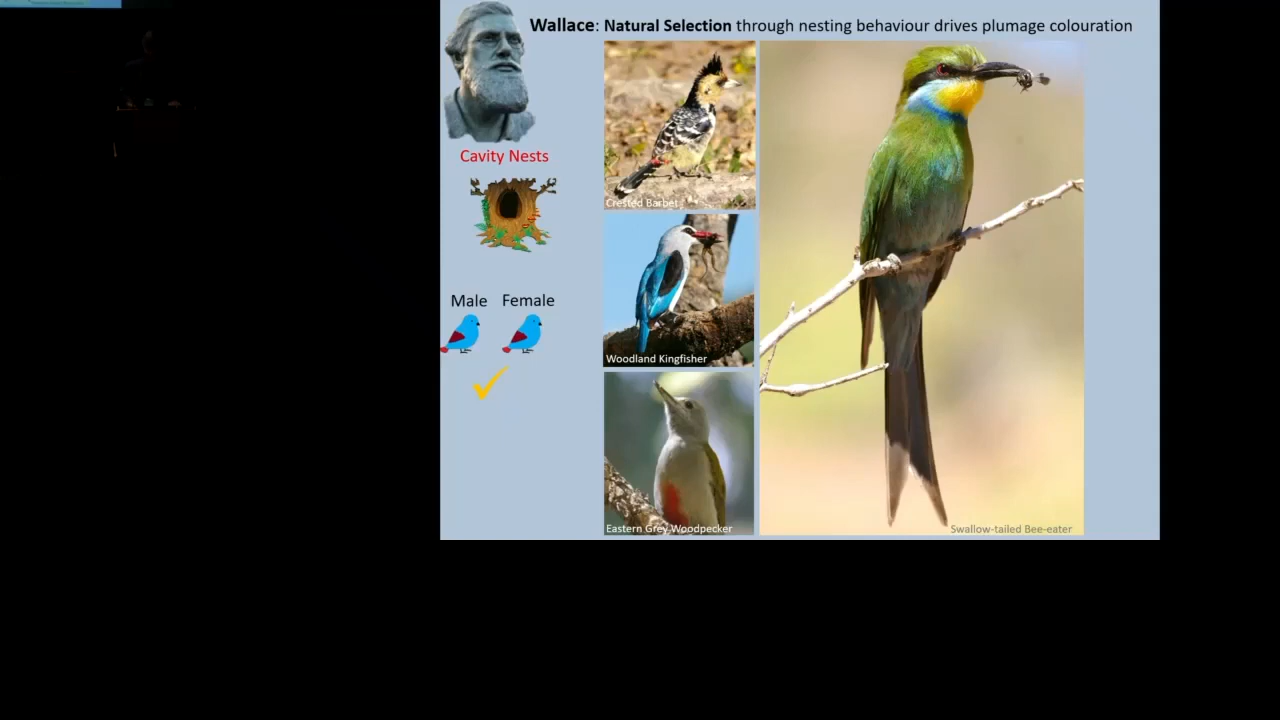 Wallace: Natural Selection through nesting behaviour drives plumage colouration
Cavity Nests
Male Female
Crested Barbet
Woodland Kingfisher
Eastern Grey Woodpecker
Swallow-tailed Bee-eater